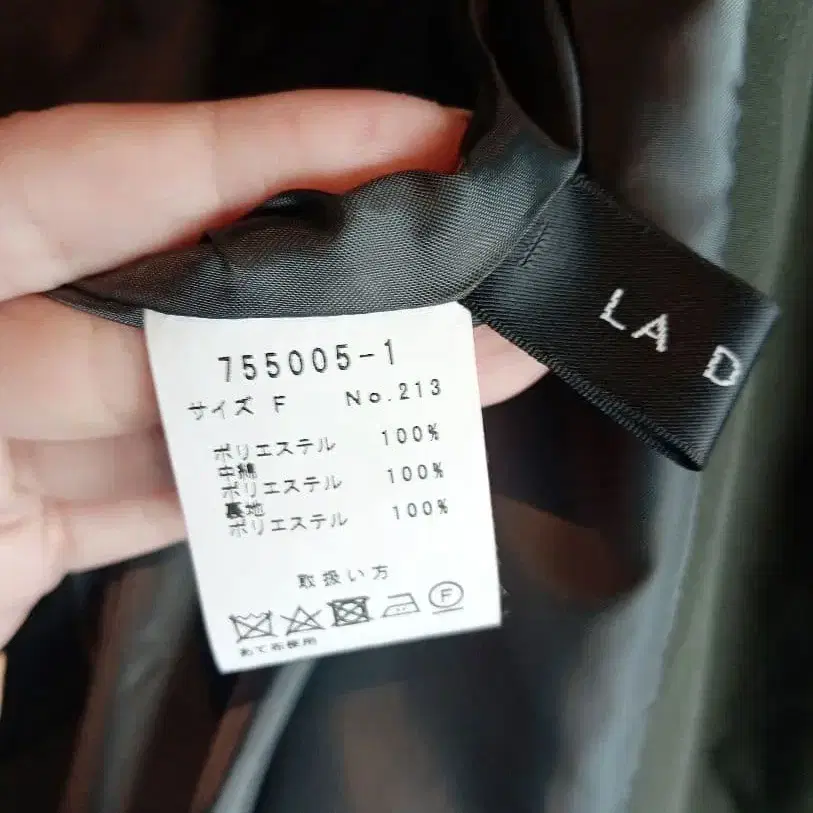 755005-1
サイズ F No.213
ポリエステル 100%
中綿
ポリエステル 100%
裏地
ポリエステル 100%
取扱い方
F
あて布使用
LA D